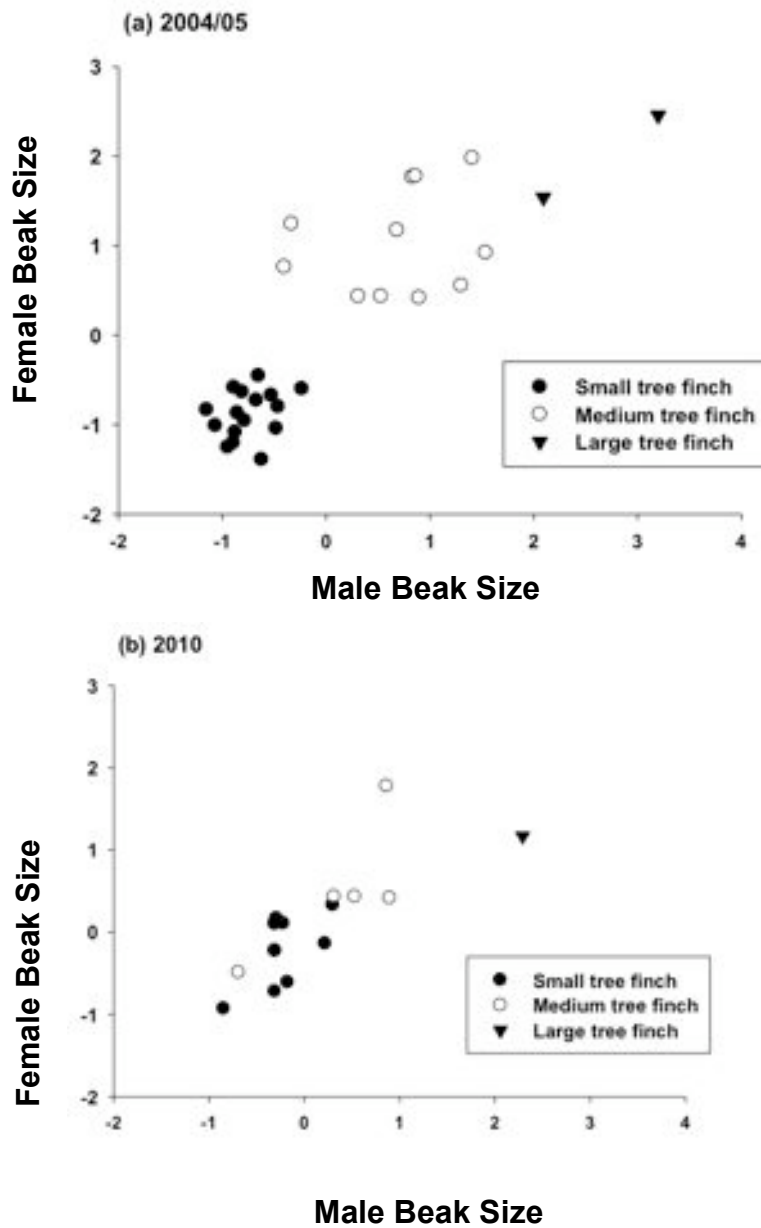 (a) 2004/05
3
2
1
0
-1
-2
-2 -1 0 1 2 3 4
Female Beak Size
Male Beak Size
Small tree finch
Medium tree finch
Large tree finch
(b) 2010
3
2
1
0
-1
-2
-2 -1 0 1 2 3 4
Female Beak Size
Male Beak Size
Small tree finch
Medium tree finch
Large tree finch